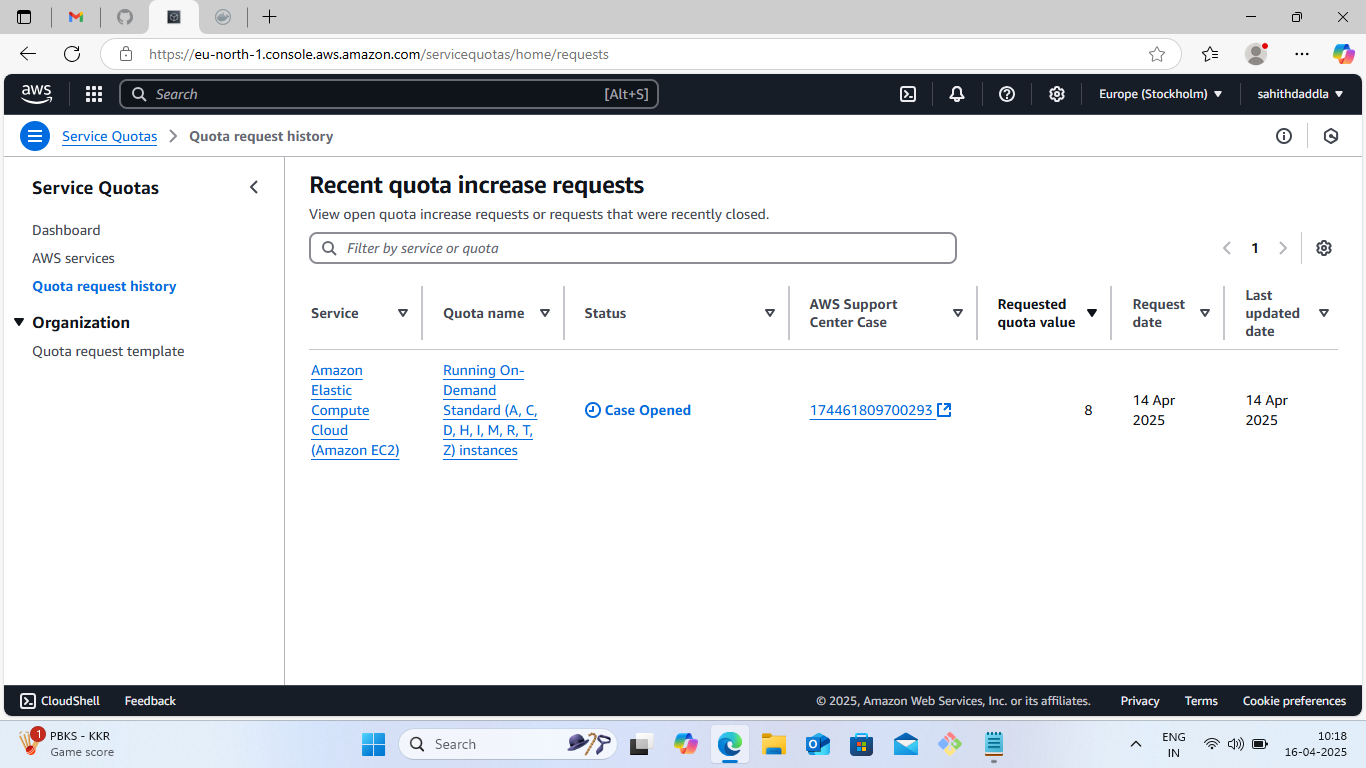 https://eu-north-1.console.aws.amazon.com/servicequotas/home/requests
aws
Search
[Alt+S]
Europe (Stockholm)
sahithdaddla
Service Quotas
Quota request history
Service Quotas
Dashboard
AWS services
Quota request history
Organization
Quota request template
Recent quota increase requests
View open quota increase requests or requests that were recently closed.
Filter by service or quota
1
Service
Quota name
Status
AWS Support
Center Case
Requested
quota value
Request
date
Last
updated
date
Amazon
Elastic
Compute
Cloud
(Amazon EC2)
Running On-
Demand
Standard (A, C,
D, H, I, M, R, T,
Z) instances
Case Opened
174461809700293
8
14 Apr
2025
14 Apr
2025
CloudShell
Feedback
© 2025, Amazon Web Services, Inc. or its affiliates.
Privacy
Terms
Cookie preferences
1
PBKS - KKR
Game score
Search
ENG
IN
10:18
16-04-2025